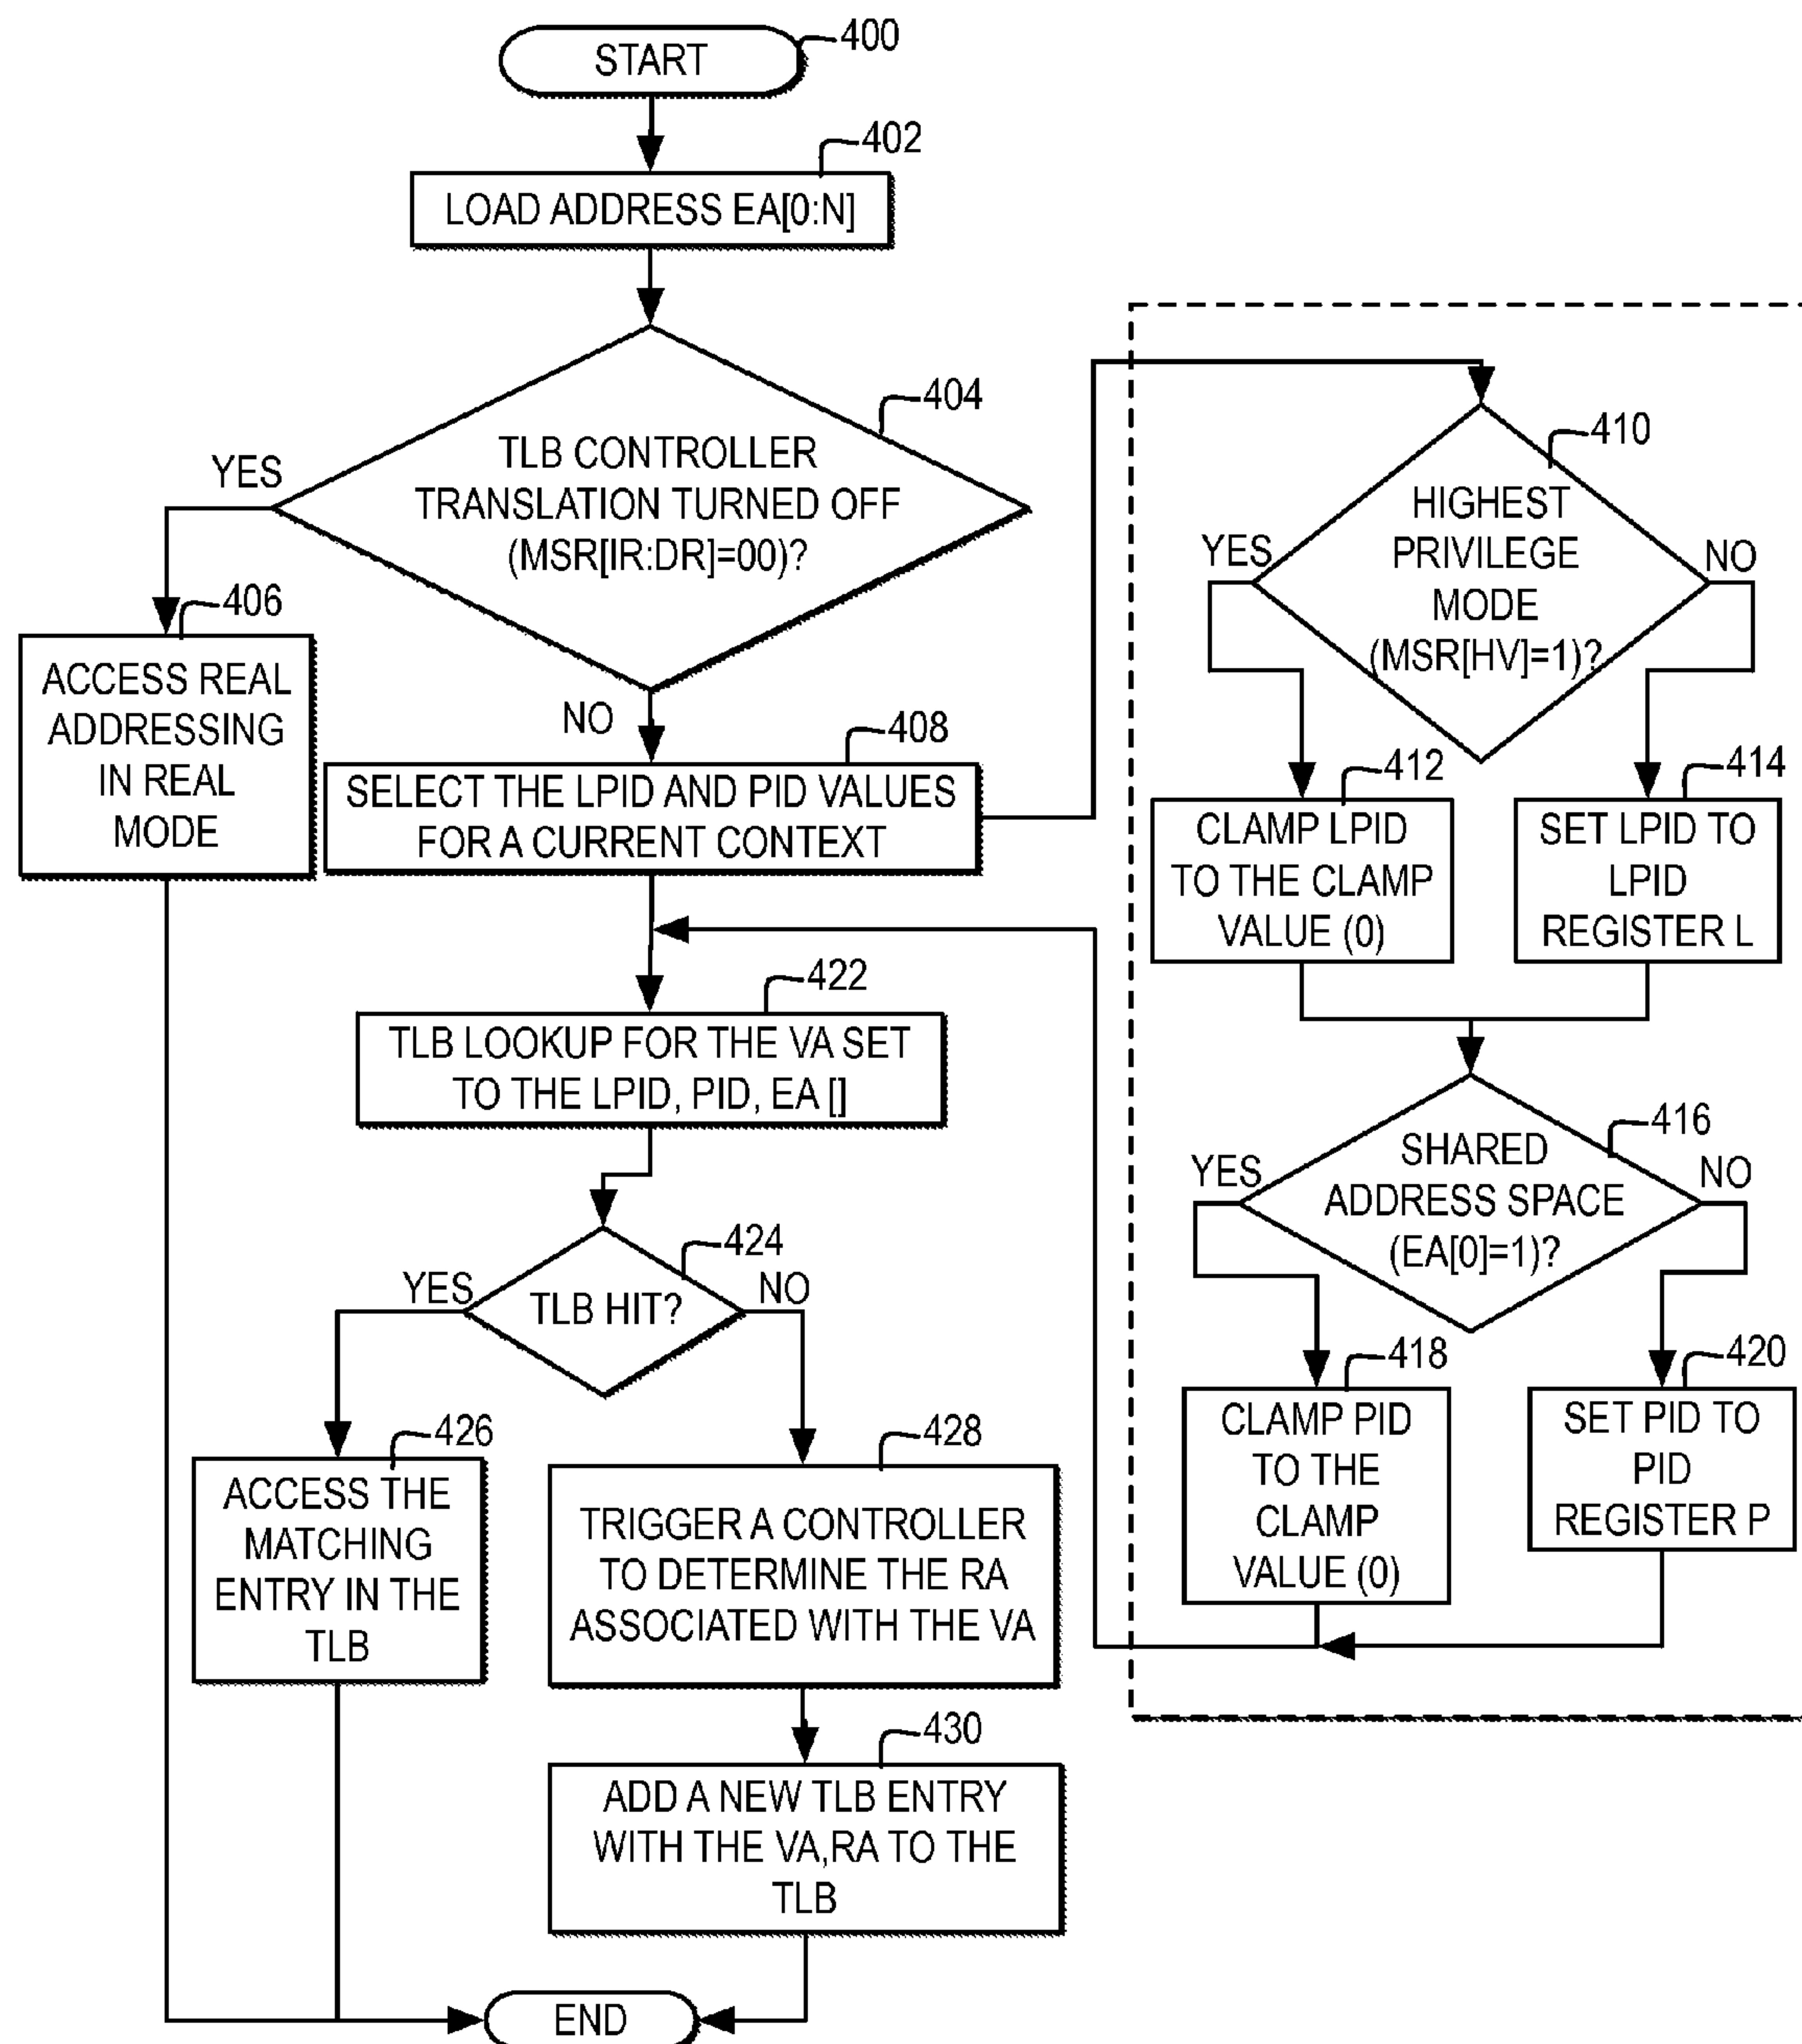 START
400
402
LOAD ADDRESS EA[0:N]
404
TLB CONTROLLER
TRANSLATION TURNED OFF
(MSR[IR:DR]=00)?
YES
NO
406
ACCESS REAL
ADDRESSING
IN REAL
MODE
408
SELECT THE LPID AND PID VALUES
FOR A CURRENT CONTEXT
410
HIGHEST
PRIVILEGE
MODE
(MSR[HV]=1)?
YES
NO
412
CLAMP LPID
TO THE CLAMP
VALUE (0)
414
SET LPID TO
LPID
REGISTER L
416
SHARED
ADDRESS SPACE
(EA[0]=1)?
YES
NO
418
CLAMP PID
TO THE
CLAMP
VALUE (0)
420
SET PID TO
PID
REGISTER P
422
TLB LOOKUP FOR THE VA SET
TO THE LPID, PID, EA []
424
TLB HIT?
YES
NO
426
ACCESS THE
MATCHING
ENTRY IN THE
TLB
428
TRIGGER A CONTROLLER
TO DETERMINE THE RA
ASSOCIATED WITH THE VA
430
ADD A NEW TLB ENTRY
WITH THE VA,RA TO THE
TLB
END